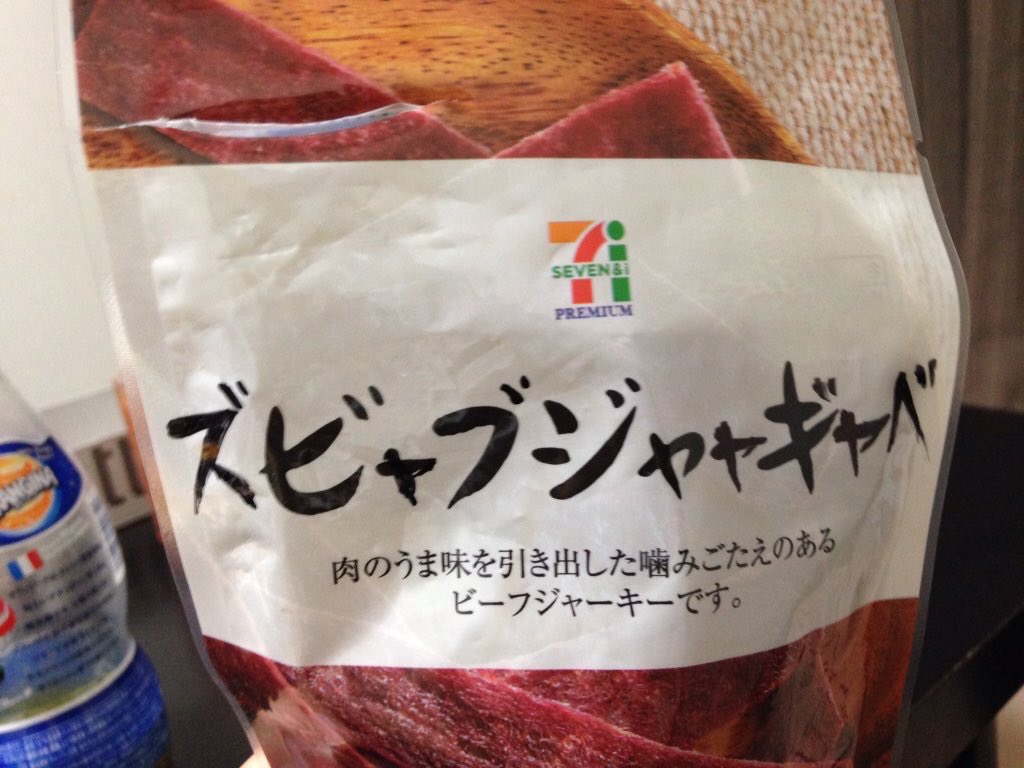 SEVEN&i
PREMIUM
ズビャブジャャギャベ
肉のうま味を引き出した噛みごたえのある
ビーフジャーキーです。